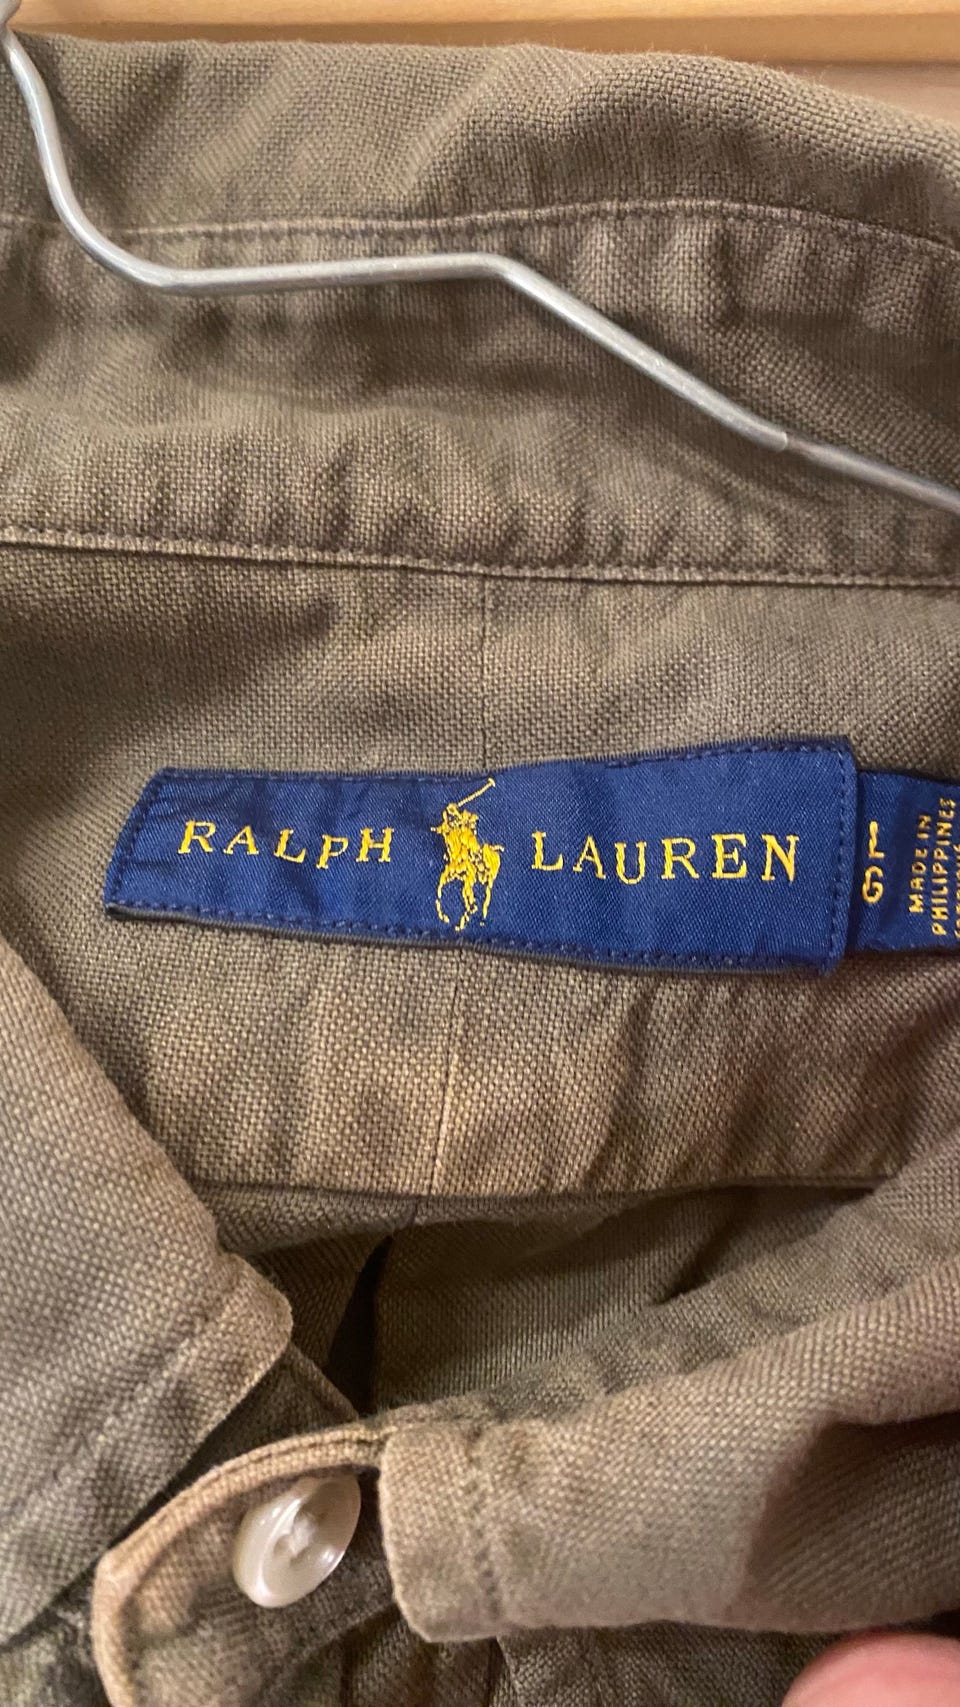 RALPH LAUREN
L
G
MADE IN
PHILIPPINES